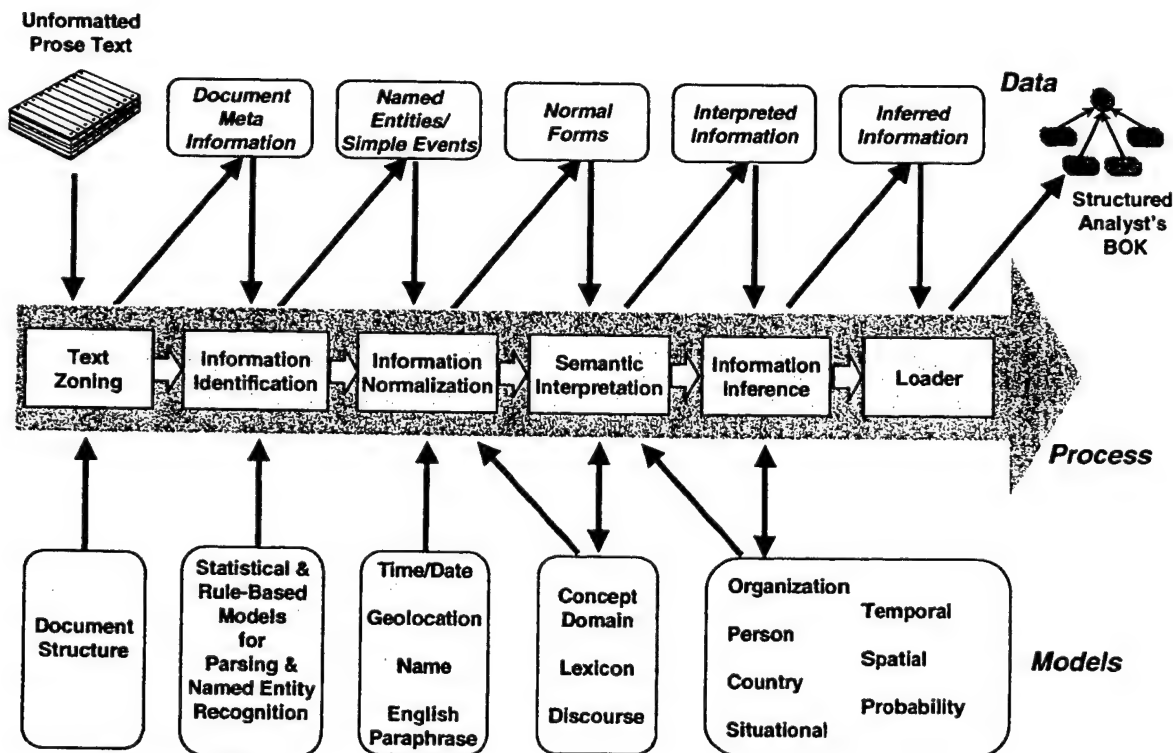 Unformatted
Prose Text
Document
Meta
Information
Named
Entities/
Simple Events
Normal
Forms
Interpreted
Information
Inferred
Information
Data
Structured
Analyst's
BOK
Text
Zoning
Information
Identification
Information
Normalization
Semantic
Interpretation
Information
Inference
Loader
Process
Document
Structure
Statistical &
Rule-Based
Models
for
Parsing &
Named Entity
Recognition
Time/Date
Geolocation
Name
English
Paraphrase
Concept
Domain
Lexicon
Discourse
Organization
Person
Country
Situational
Temporal
Spatial
Probability
Models